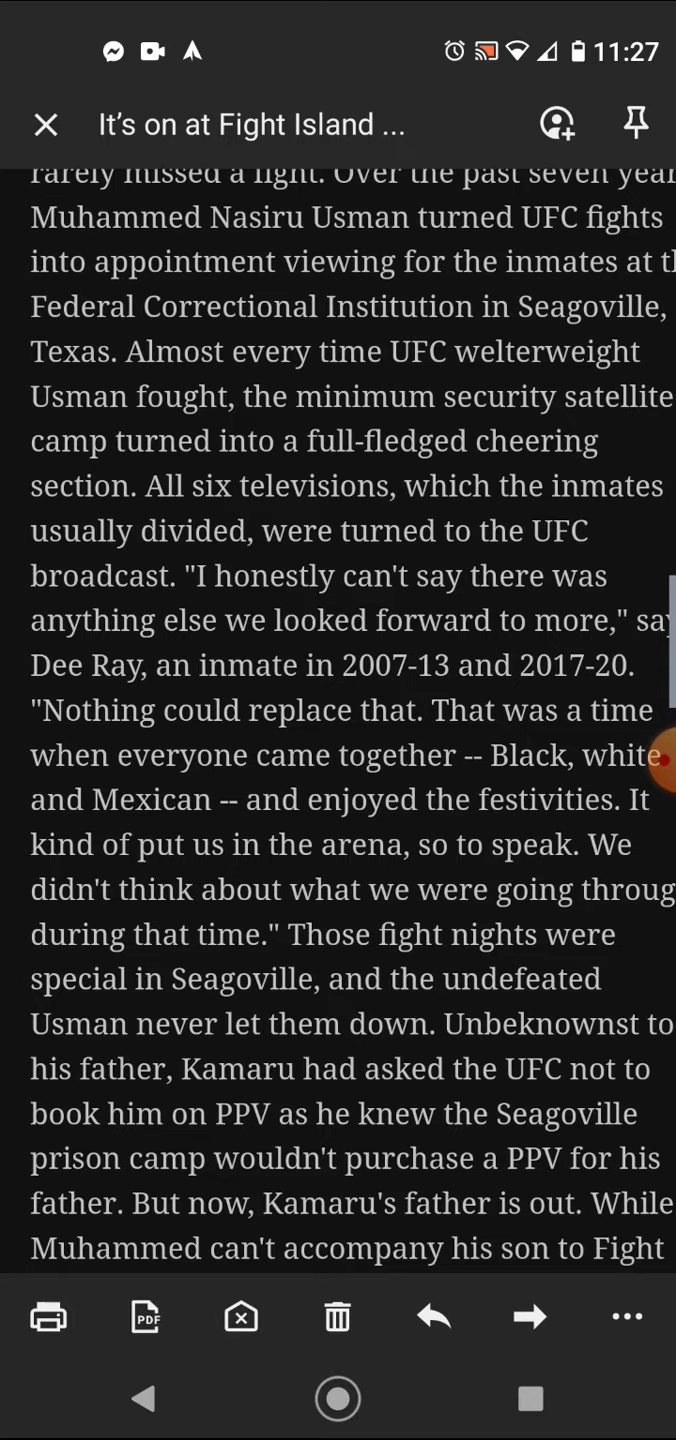 11:27
It’s on at Fight Island ...
rarely missed a fight. Over the past seven year
Muhammed Nasiru Usman turned UFC fights
into appointment viewing for the inmates at th
Federal Correctional Institution in Seagoville,
Texas. Almost every time UFC welterweight
Usman fought, the minimum security satellite
camp turned into a full-fledged cheering
section. All six televisions, which the inmates
usually divided, were turned to the UFC
broadcast. "I honestly can't say there was
anything else we looked forward to more," say
Dee Ray, an inmate in 2007-13 and 2017-20.
"Nothing could replace that. That was a time
when everyone came together -- Black, white
and Mexican -- and enjoyed the festivities. It
kind of put us in the arena, so to speak. We
didn't think about what we were going throug
during that time." Those fight nights were
special in Seagoville, and the undefeated
Usman never let them down. Unbeknownst to
his father, Kamaru had asked the UFC not to
book him on PPV as he knew the Seagoville
prison camp wouldn't purchase a PPV for his
father. But now, Kamaru's father is out. While
Muhammed can't accompany his son to Fight
PDF